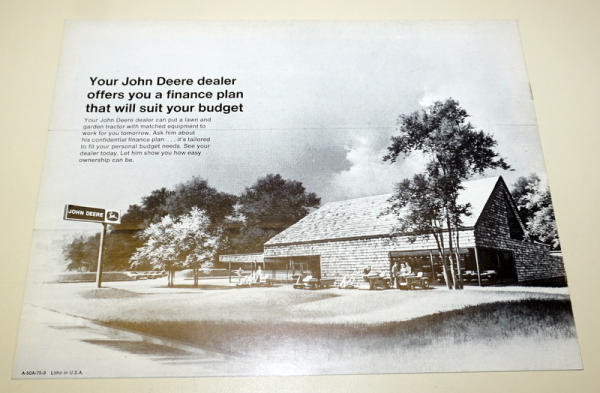 Your John Deere dealer
offers you a finance plan
that will suit your budget
Your John Deere dealer can put a lawn and
garden tractor with matched equipment to
work for you tomorrow. Ask him about
his confidential finance plan . . . it's tailored
to fit your personal budget needs. See your
dealer today. Let him show you how easy
ownership can be.
JOHN DEERE
A-50A-75-9 Litho in U.S.A.